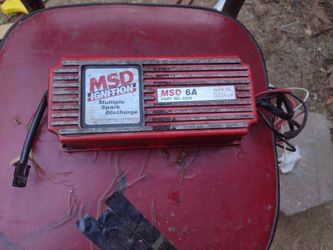 MSD
IGNITION
Multiple
Spark
Discharge
MSD 6A
PART NO. 6200